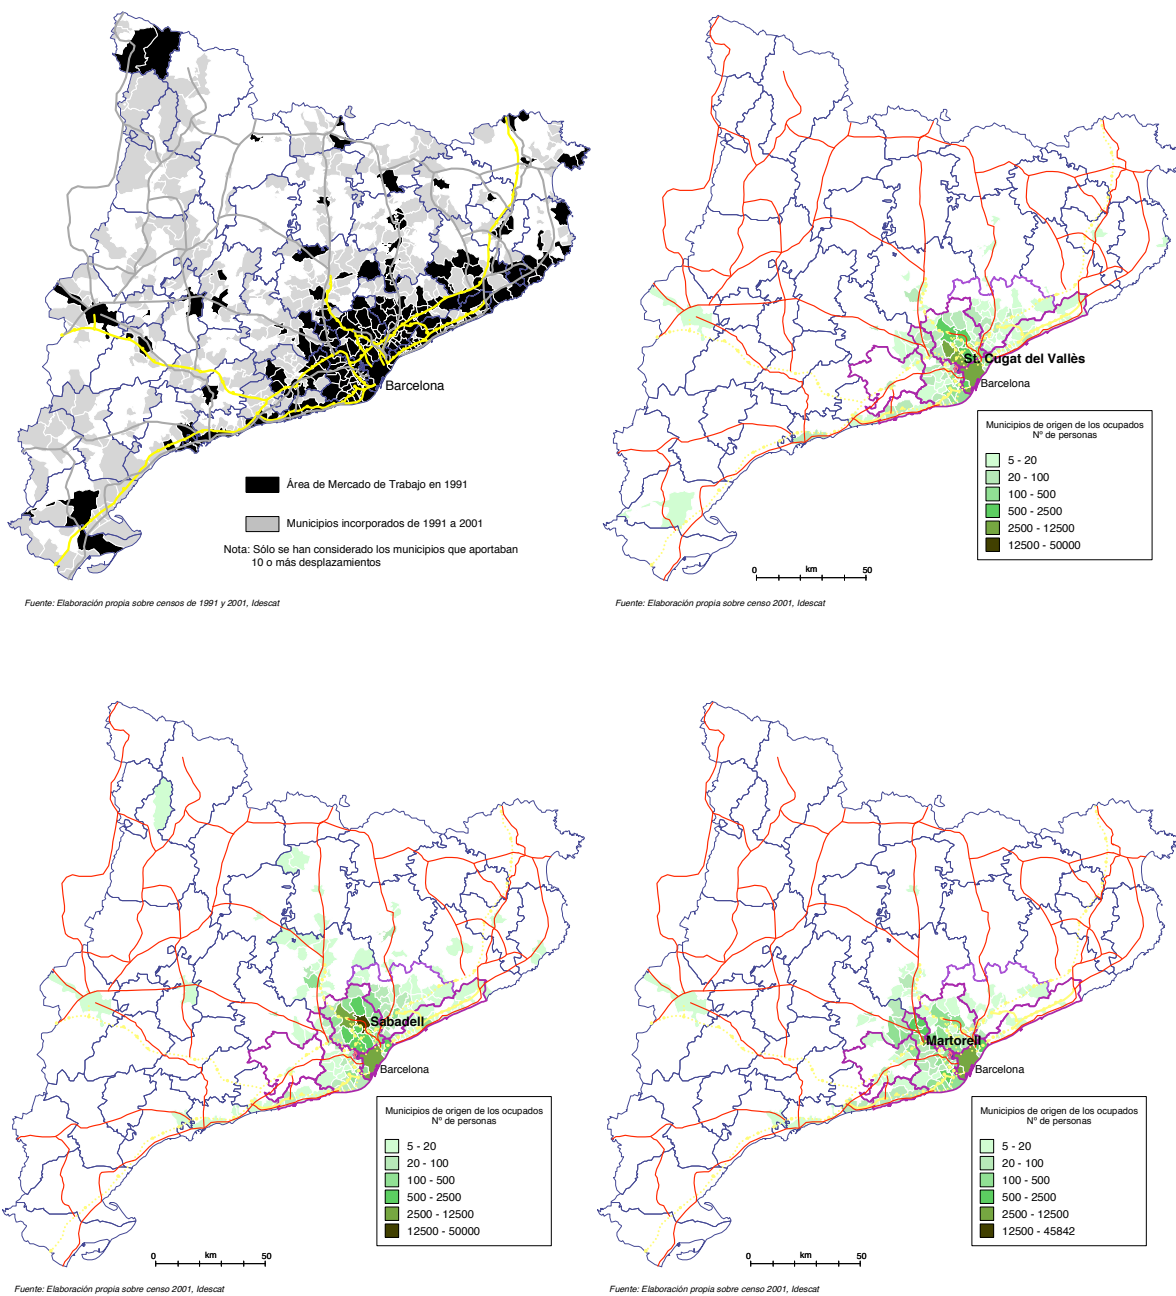 Barcelona
Área de Mercado de Trabajo en 1991
Municipios incorporados de 1991 a 2001
Nota: Sólo se han considorado los municipios que aportaban
10 o más desplazamientos
Fuente: Elaboración propia sobre censos de 1991 y 2001, Idescat
St. Cugat del Vallès
Barcelona
Municipios de origen de los ocupados
Nº de personas
5 - 20
20 - 100
100 - 500
500 - 2500
2500 - 12500
12500 - 50000
0 km 50
Fuente: Elaboración propia sobre censo 2001, Idescat
Sabadell
Barcelona
Municipios de origen de los ocupados
Nº de personas
5 - 20
20 - 100
100 - 500
500 - 2500
2500 - 12500
12500 - 50000
0 km 50
Fuente: Elaboración propia sobre censo 2001, Idescat
Martorell
Barcelona
Municipios de origen de los ocupados
Nº de personas
5 - 20
20 - 100
100 - 500
500 - 2500
2500 - 12500
12500 - 45842
0 km 50
Fuente: Elaboración propia sobre censo 2001, Idescat